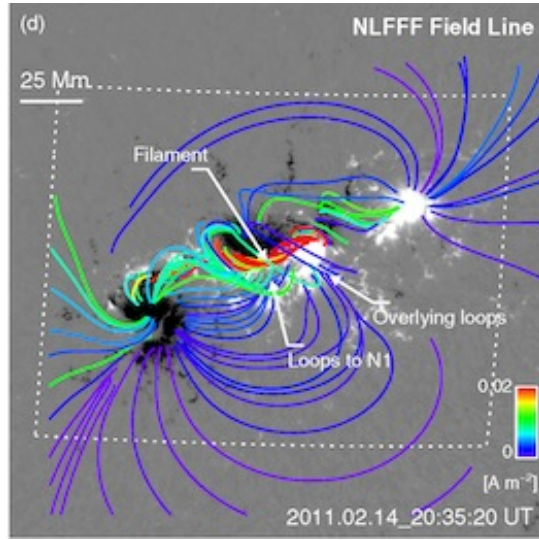 (d)
NLFFF Field Line
25 Mm
Filament
Overlying loops
Loops to N1
0.02
0
[A m⁻²]
2011.02.14_20:35:20 UT